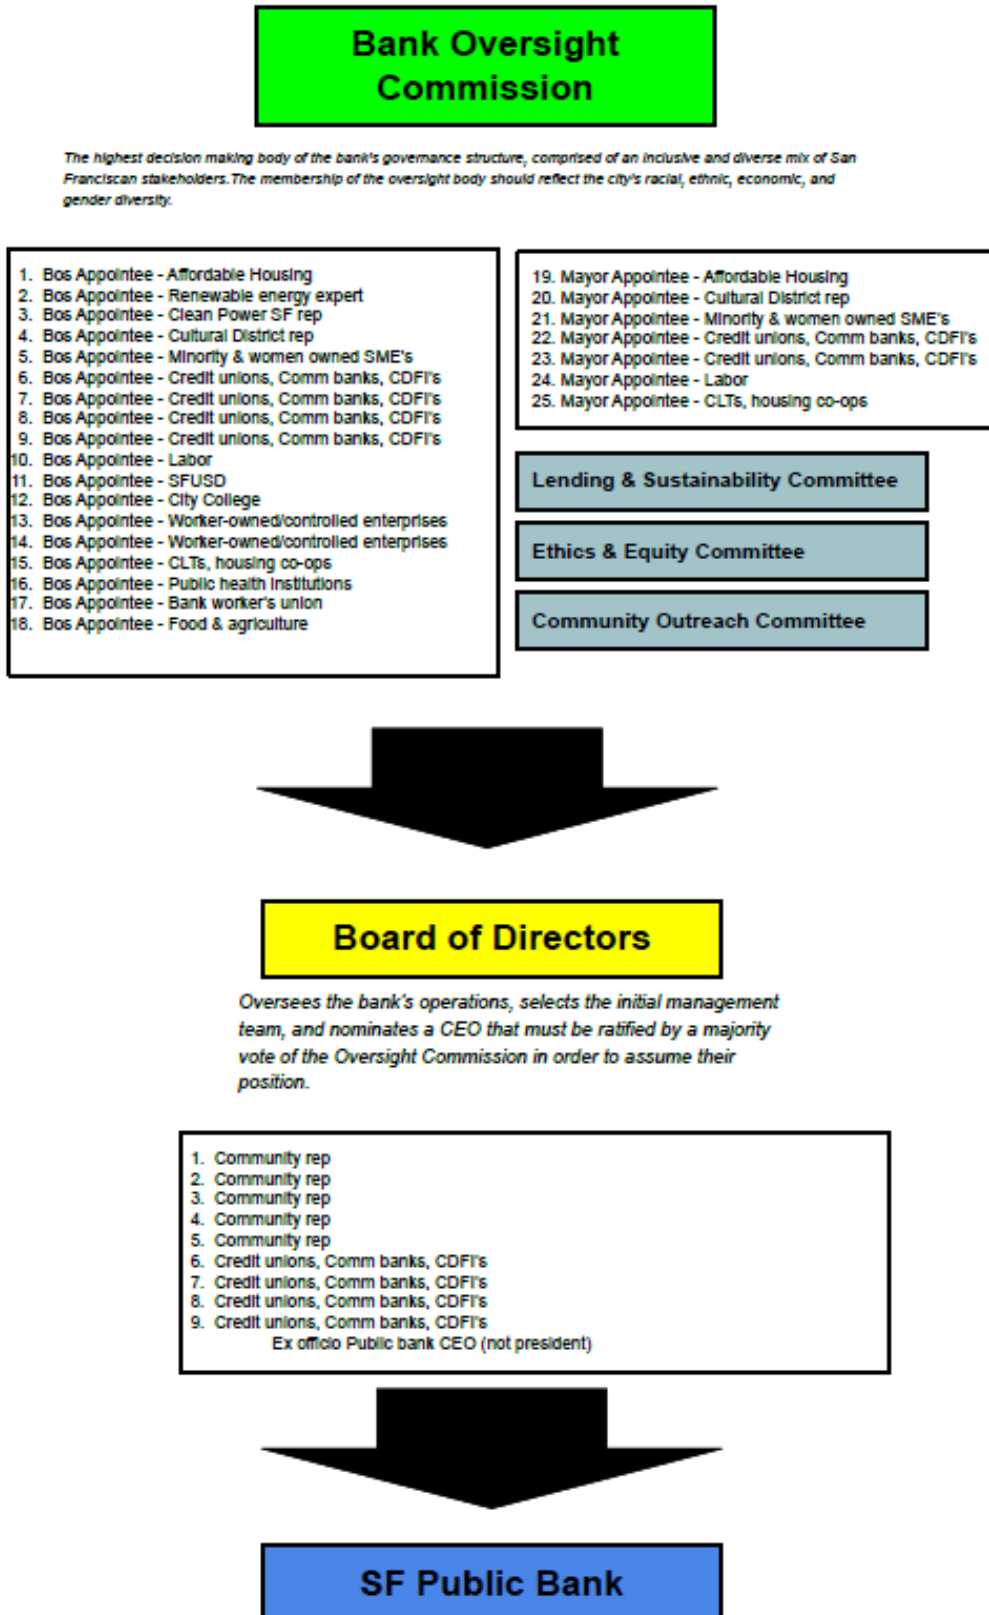 Bank Oversight
Commission
The highest decision making body of the bank's governance structure, comprised of an inclusive and diverse mix of San
Franciscan stakeholders.The membership of the oversight body should reflect the city's racial, ethnic, economic, and
gender diversity.
1. Bos Appointee - Affordable Housing
2. Bos Appointee - Renewable energy expert
3. Bos Appointee - Clean Power SF rep
4. Bos Appointee - Cultural District rep
5. Bos Appointee - Minority & women owned SME's
6. Bos Appointee - Credit unions, Comm banks, CDFI's
7. Bos Appointee - Credit unions, Comm banks, CDFI's
8. Bos Appointee - Credit unions, Comm banks, CDFI's
9. Bos Appointee - Credit unions, Comm banks, CDFI's
10. Bos Appointee - Labor
11. Bos Appointee - SFUSD
12. Bos Appointee - City College
13. Bos Appointee - Worker-owned/controlled enterprises
14. Bos Appointee - Worker-owned/controlled enterprises
15. Bos Appointee - CLTs, housing co-ops
16. Bos Appointee - Public health institutions
17. Bos Appointee - Bank worker's union
18. Bos Appointee - Food & agriculture
19. Mayor Appointee - Affordable Housing
20. Mayor Appointee - Cultural District rep
21. Mayor Appointee - Minority & women owned SME's
22. Mayor Appointee - Credit unions, Comm banks, CDFI's
23. Mayor Appointee - Credit unions, Comm banks, CDFI's
24. Mayor Appointee - Labor
25. Mayor Appointee - CLTs, housing co-ops
Lending & Sustainability Committee
Ethics & Equity Committee
Community Outreach Committee
Board of Directors
Oversees the bank's operations, selects the initial management
team, and nominates a CEO that must be ratified by a majority
vote of the Oversight Commission in order to assume their
position.
1. Community rep
2. Community rep
3. Community rep
4. Community rep
5. Community rep
6. Credit unions, Comm banks, CDFI's
7. Credit unions, Comm banks, CDFI's
8. Credit unions, Comm banks, CDFI's
9. Credit unions, Comm banks, CDFI's
Ex officio Public bank CEO (not president)
SF Public Bank